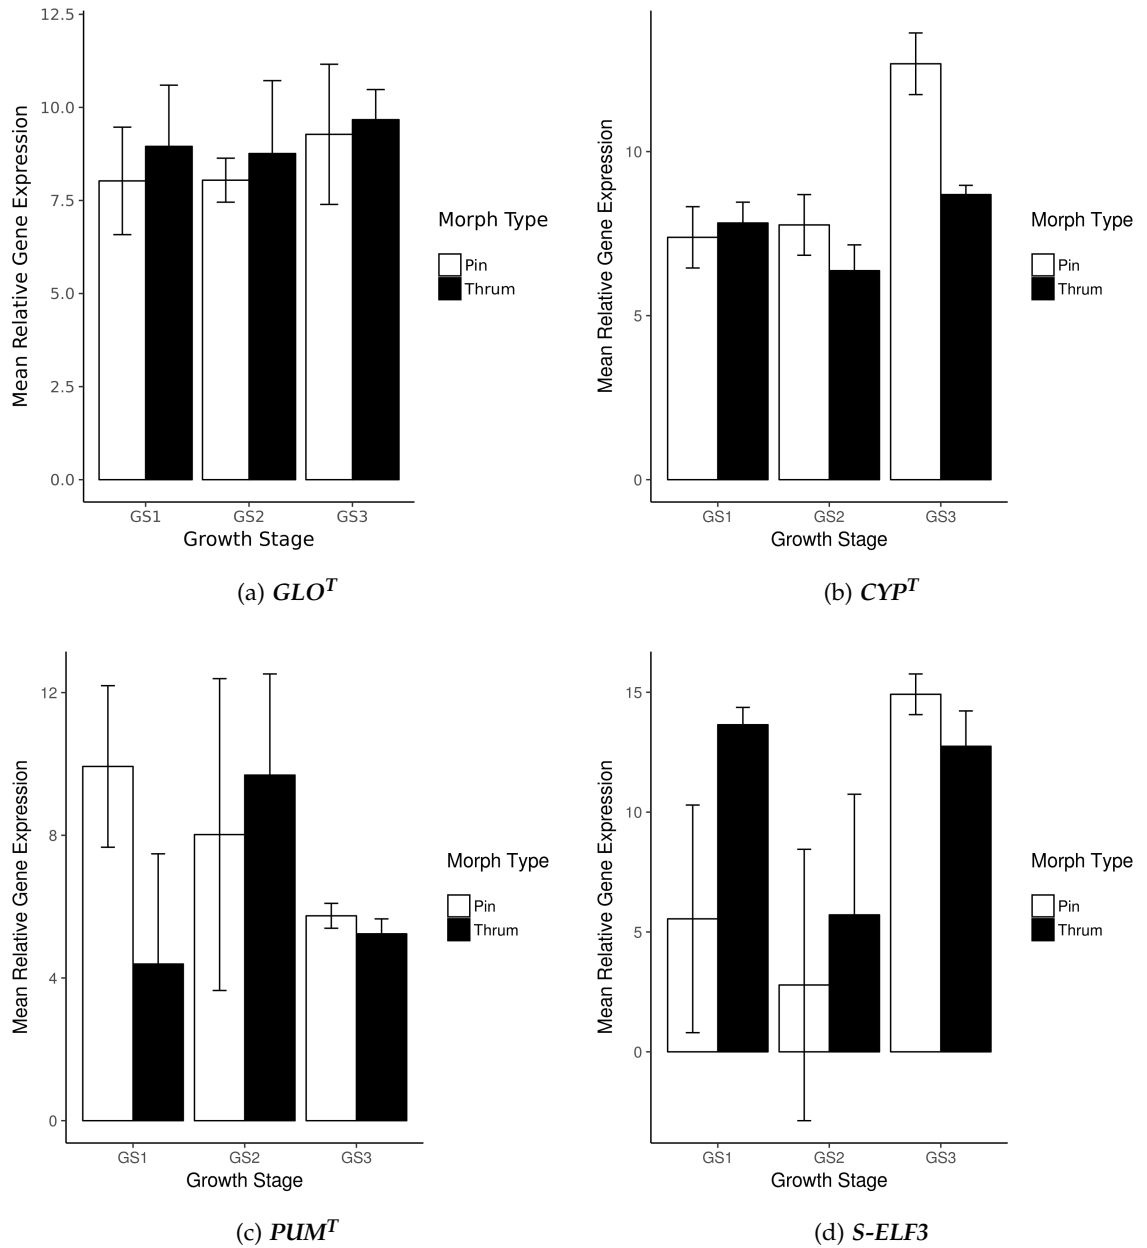 12.5
10.0
7.5
5.0
2.5
0.0
Mean Relative Gene Expression
GS1 GS2 GS3
Growth Stage
Morph Type
Pin
Thrum
(a) GLO^T
10
5
0
Mean Relative Gene Expression
GS1 GS2 GS3
Growth Stage
Morph Type
Pin
Thrum
(b) CYP^T
12
8
4
0
Mean Relative Gene Expression
GS1 GS2 GS3
Growth Stage
Morph Type
Pin
Thrum
(c) PUM^T
15
10
5
0
Mean Relative Gene Expression
GS1 GS2 GS3
Growth Stage
Morph Type
Pin
Thrum
(d) S-ELF3